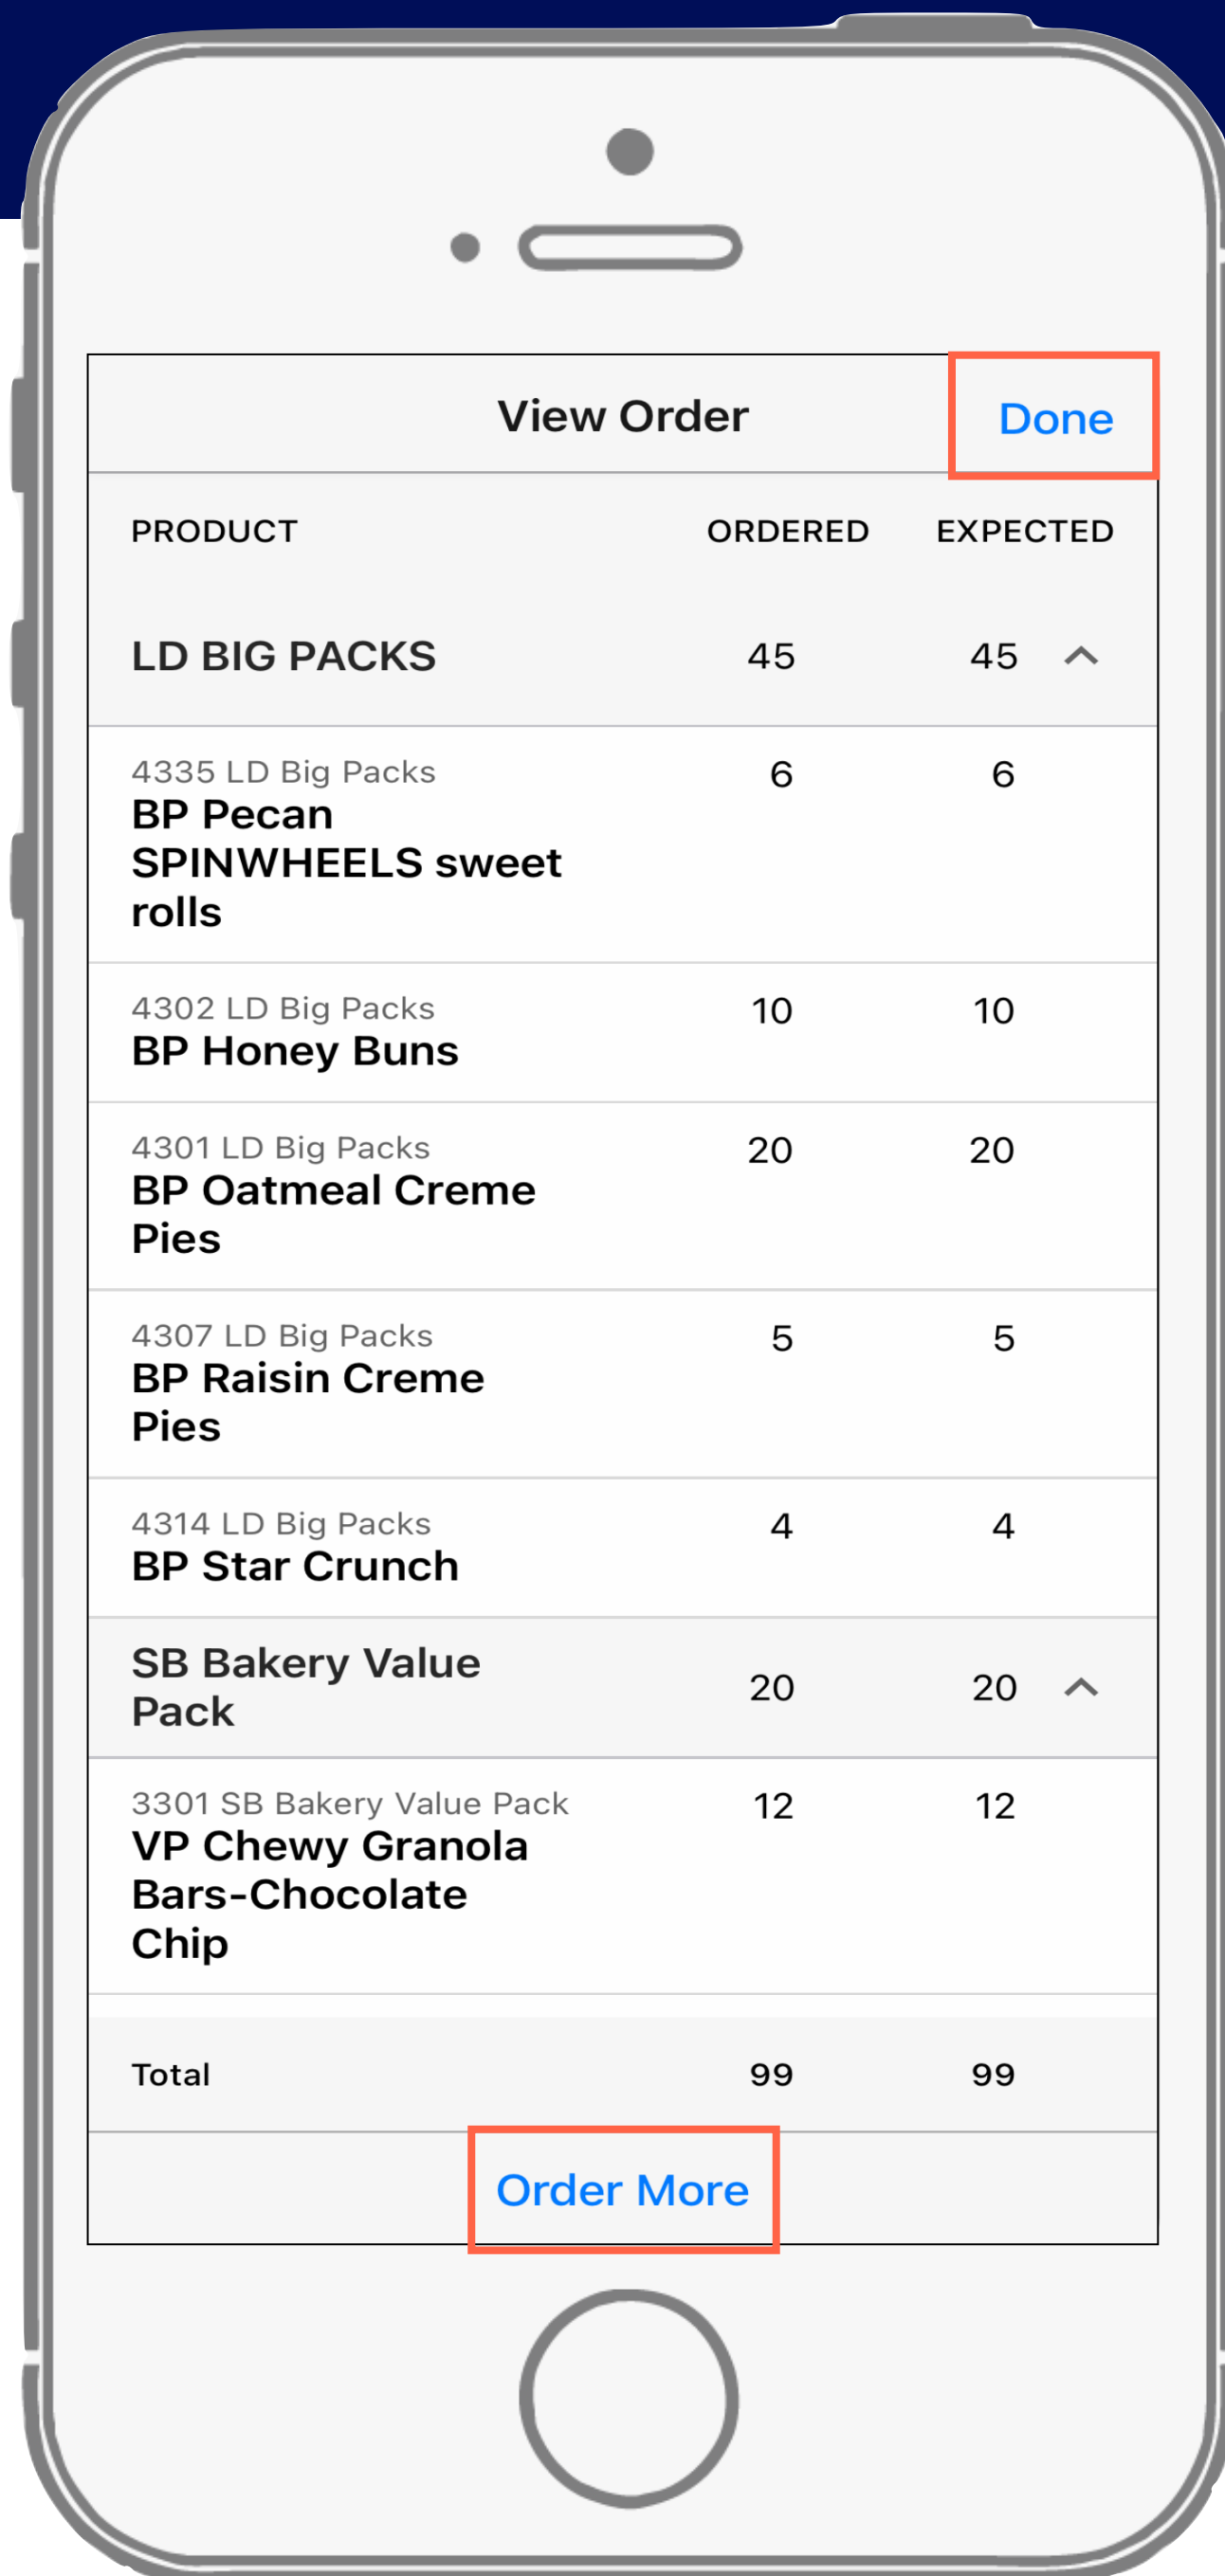 View Order Done
PRODUCT ORDERED EXPECTED
LD BIG PACKS 45 45
4335 LD Big Packs 6 6
BP Pecan
SPINWHEELS sweet
rolls
4302 LD Big Packs 10 10
BP Honey Buns
4301 LD Big Packs 20 20
BP Oatmeal Creme
Pies
4307 LD Big Packs 5 5
BP Raisin Creme
Pies
4314 LD Big Packs 4 4
BP Star Crunch
SB Bakery Value
Pack 20 20
3301 SB Bakery Value Pack 12 12
VP Chewy Granola
Bars-Chocolate
Chip
Total 99 99
Order More